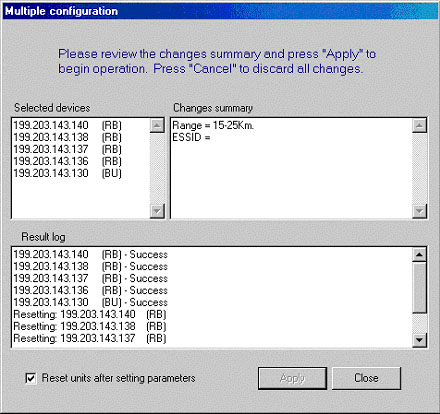 Multiple configuration
Please review the changes summary and press "Apply" to
begin operation. Press "Cancel" to discard all changes.
Selected devices
199.203.143.140 (RB)
199.203.143.138 (RB)
199.203.143.137 (RB)
199.203.143.136 (RB)
199.203.143.130 (BU)
Changes summary
Range = 15-25Km.
ESSID =
Result log
199.203.143.140 (RB) - Success
199.203.143.138 (RB) - Success
199.203.143.137 (RB) - Success
199.203.143.136 (RB) - Success
199.203.143.130 (BU) - Success
Resetting: 199.203.143.140 (RB)
Resetting: 199.203.143.138 (RB)
Resetting: 199.203.143.137 (RB)
Reset units after setting parameters
Apply
Close